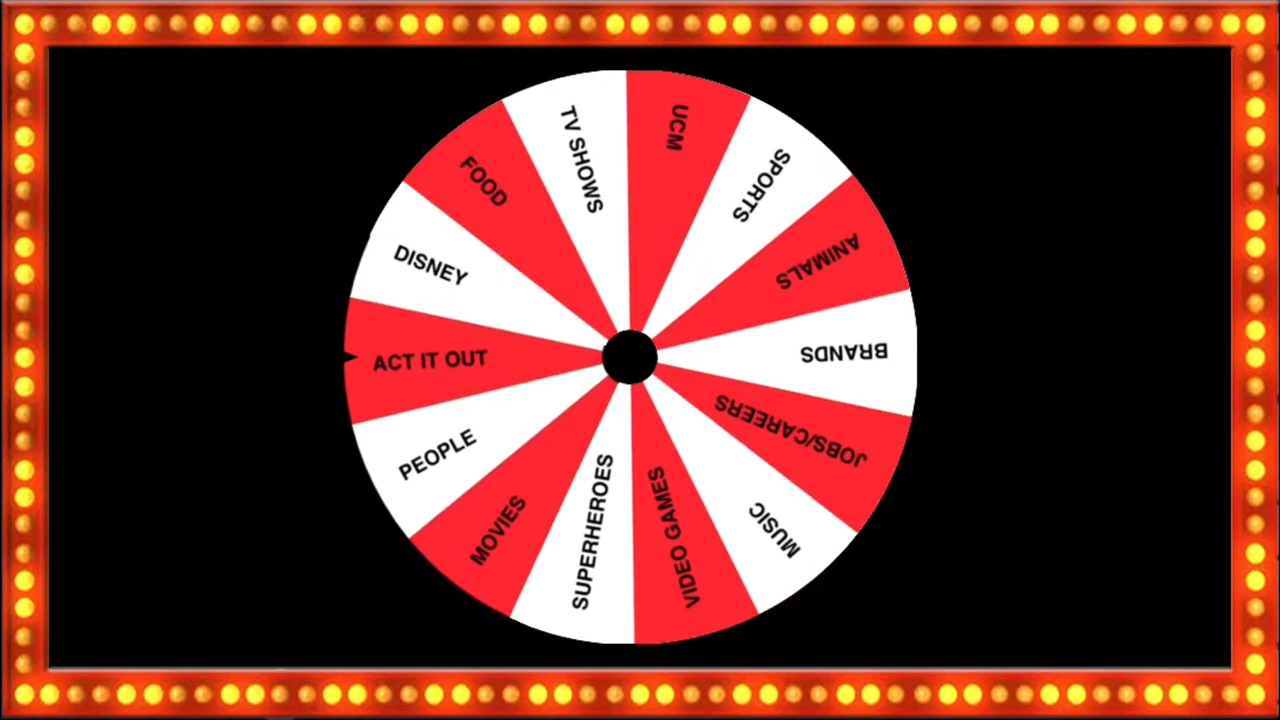 TV SHOWS
UCM
SPORTS
ANIMALS
BRANDS
JOBS/CAREERS
MUSIC
VIDEO GAMES
SUPERHEROES
MOVIES
PEOPLE
ACT IT OUT
DISNEY
FOOD